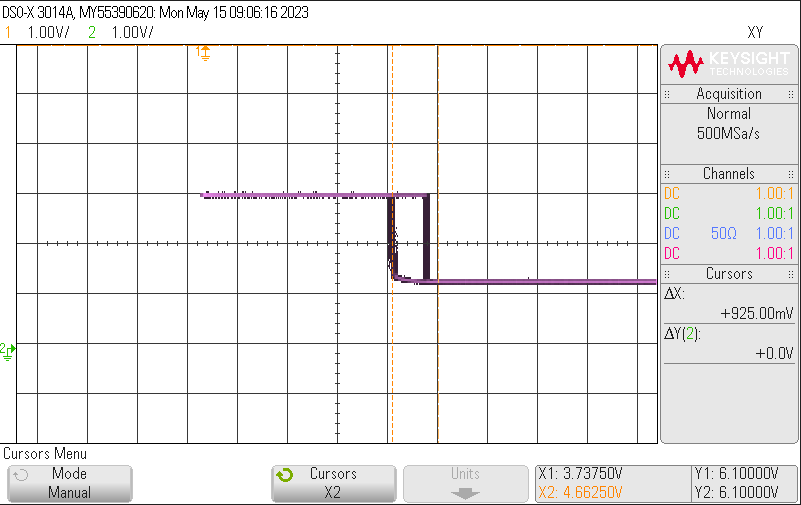 DSO-X 3014A, MY55390620: Mon May 15 09:06:16 2023
1 1.00V/ 2 1.00V/ XY
1
2
KEYSIGHT
TECHNOLOGIES
Acquisition
Normal
500MSa/s
Channels
DC 1.00:1
DC 1.00:1
DC 50Ω 1.00:1
DC 1.00:1
Cursors
ΔX:
+925.00mV
ΔY(2):
+0.0V
Cursors Menu
Mode
Manual
Cursors
X2
Units
X1: 3.73750V
X2: 4.66250V
Y1: 6.10000V
Y2: 6.10000V